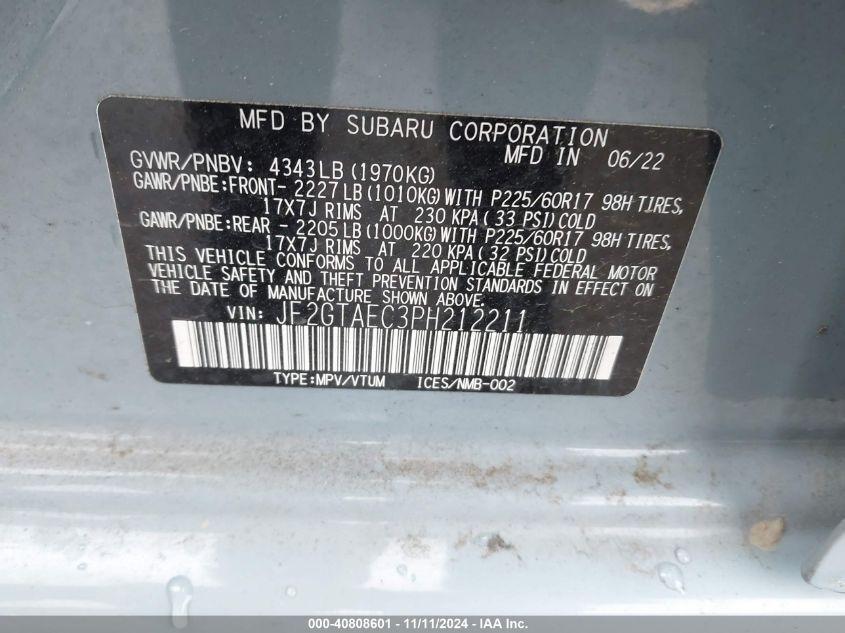 MFD BY SUBARU CORPORATION
MFD IN 06/22
GVWR/PNBV: 4343LB(1970KG)
GAWR/PNBE:FRONT- 2227LB(1010KG)WITH P225/60R17 98H TIRES,
17X7J RIMS AT 230 KPA(33 PSI)COLD
GAWR/PNBE:REAR - 2205LB(1000KG)WITH P225/60R17 98H TIRES,
17X7J RIMS AT 220 KPA(32 PSI)COLD
THIS VEHICLE CONFORMS TO ALL APPLICABLE FEDERAL MOTOR
VEHICLE SAFETY AND THEFT PREVENTION STANDARDS IN EFFECT ON
THE DATE OF MANUFACTURE SHOWN ABOVE.
VIN: JF2GTAEC3PH212211
TYPE:MPV/VTUM ICES/NMB-002
000-40808601 - 11/11/2024 - IAA Inc.